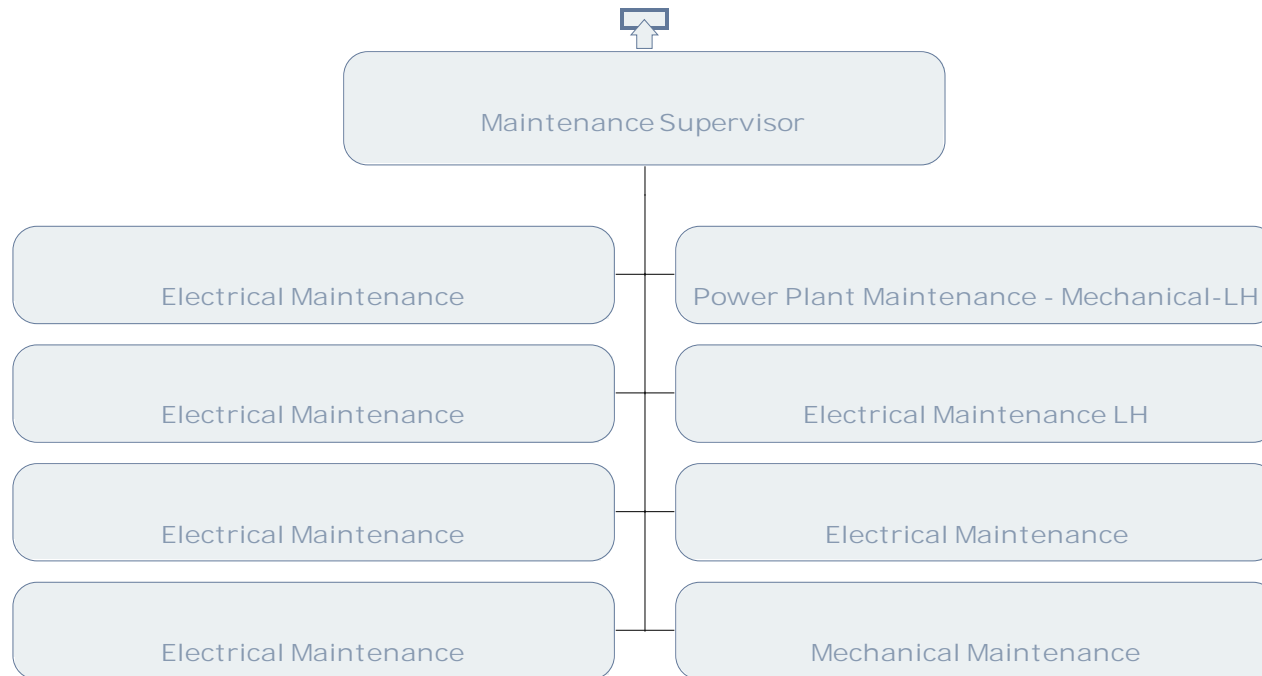 Maintenance Supervisor
Electrical Maintenance
Power Plant Maintenance - Mechanical-LH
Electrical Maintenance
Electrical Maintenance LH
Electrical Maintenance
Electrical Maintenance
Electrical Maintenance
Mechanical Maintenance